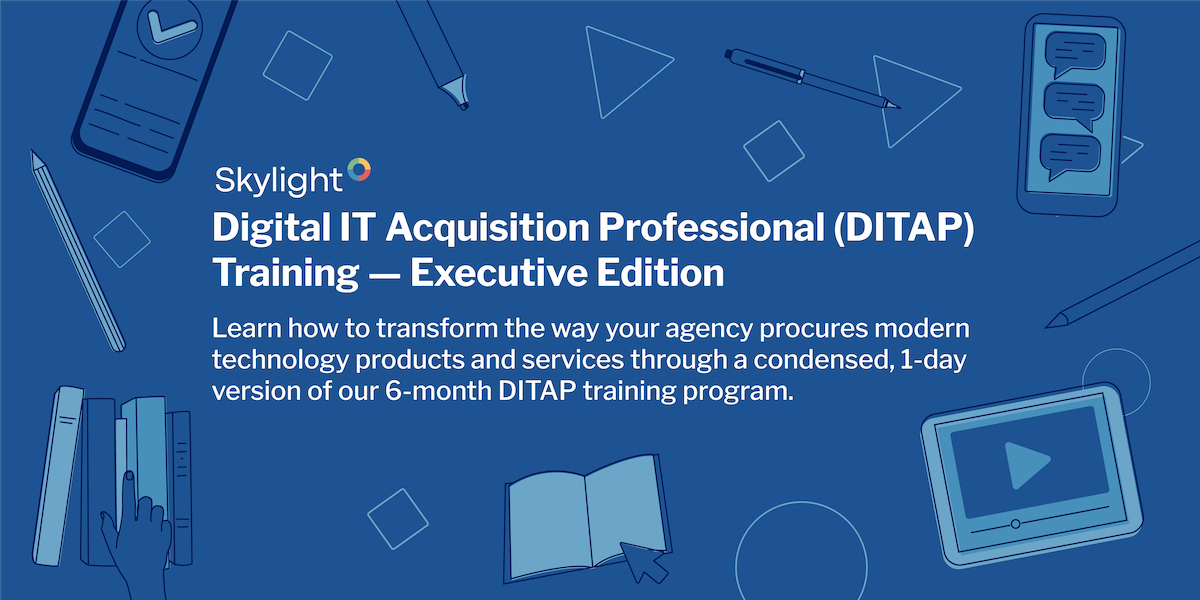 Skylight
Digital IT Acquisition Professional (DITAP)
Training — Executive Edition
Learn how to transform the way your agency procures modern
technology products and services through a condensed, 1-day
version of our 6-month DITAP training program.